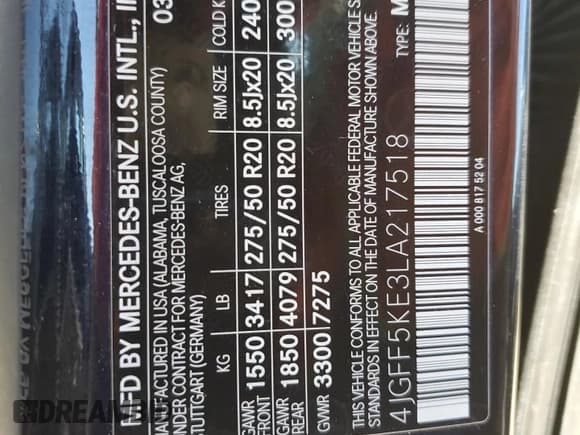 MFD BY MERCEDES-BENZ U.S. INTL., IN
03
MANUFACTURED IN USA (ALABAMA, TUSCALOOSA COUNTY)
UNDER CONTRACT FOR MERCEDES-BENZ AG,
STUTTGART (GERMANY)
KG LB TIRES RIM SIZE COLD K
GAWR FRONT 1550 3417 275/50 R20 8.5Jx20 240
GAWR REAR 1850 4079 275/50 R20 8.5Jx20 300
GVWR 3300 7275
THIS VEHICLE CONFORMS TO ALL APPLICABLE FEDERAL MOTOR VEHICLE S
IN EFFECT ON THE DATE OF MANUFACTURE SHOWN ABOVE.
TYPE: M
4JGFF5KE3LA217518
A 000 817 52 04